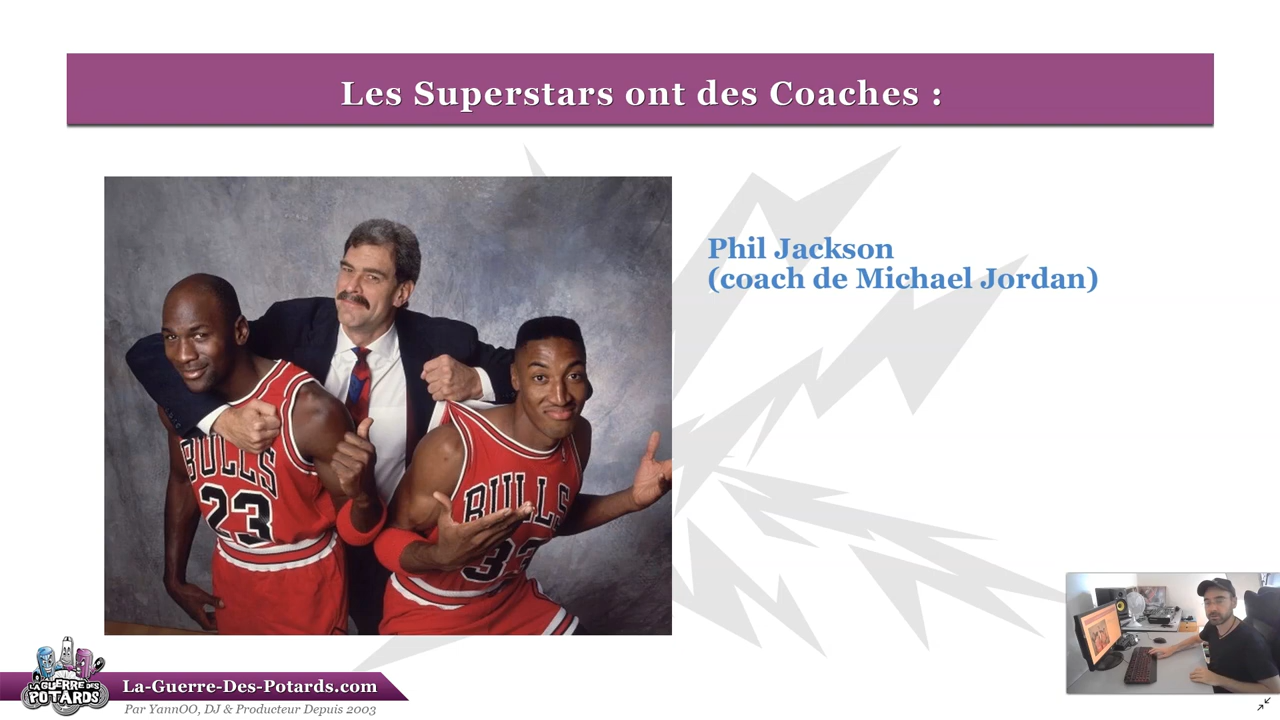 Les Superstars ont des Coaches :
Phil Jackson
(coach de Michael Jordan)
BULLS
23
BULLS
33
LA GUERRE DES
POTARDS
La-Guerre-Des-Potards.com
Par YannOO, DJ & Producteur Depuis 2003